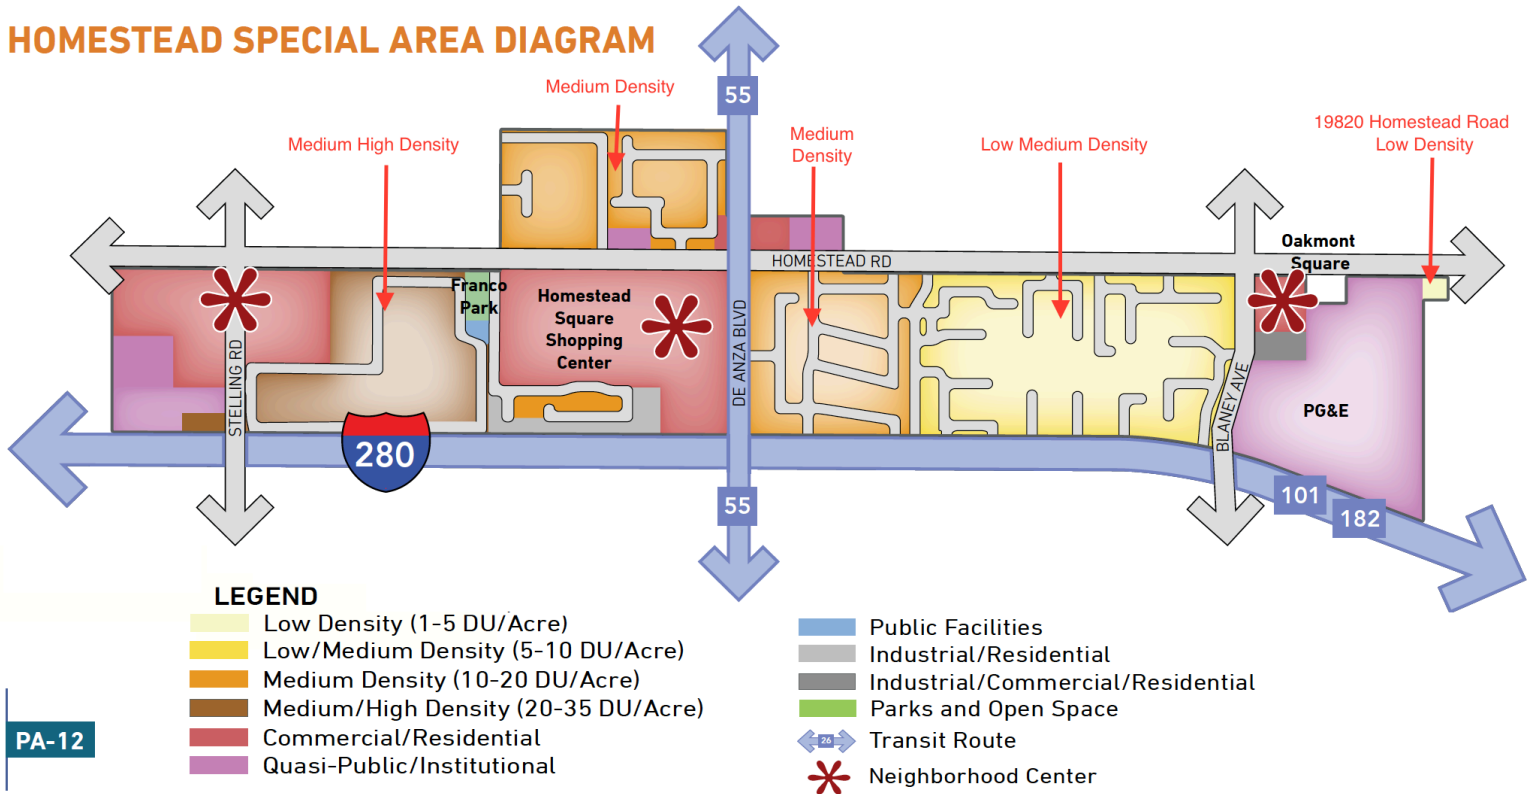 HOMESTEAD SPECIAL AREA DIAGRAM
55
Medium Density
Medium High Density
Medium
Density
Low Medium Density
19820 Homestead Road
Low Density
Oakmont
Square
HOMESTEAD RD
Franco
Park
Homestead
Square
Shopping
Center
STELLING RD
DE ANZA BLVD
BLANEY AVE
PG&E
280
55
101
182
LEGEND
Low Density (1-5 DU/Acre)
Low/Medium Density (5-10 DU/Acre)
Medium Density (10-20 DU/Acre)
Medium/High Density (20-35 DU/Acre)
Commercial/Residential
Quasi-Public/Institutional
Public Facilities
Industrial/Residential
Industrial/Commercial/Residential
Parks and Open Space
26
Transit Route
Neighborhood Center
PA-12